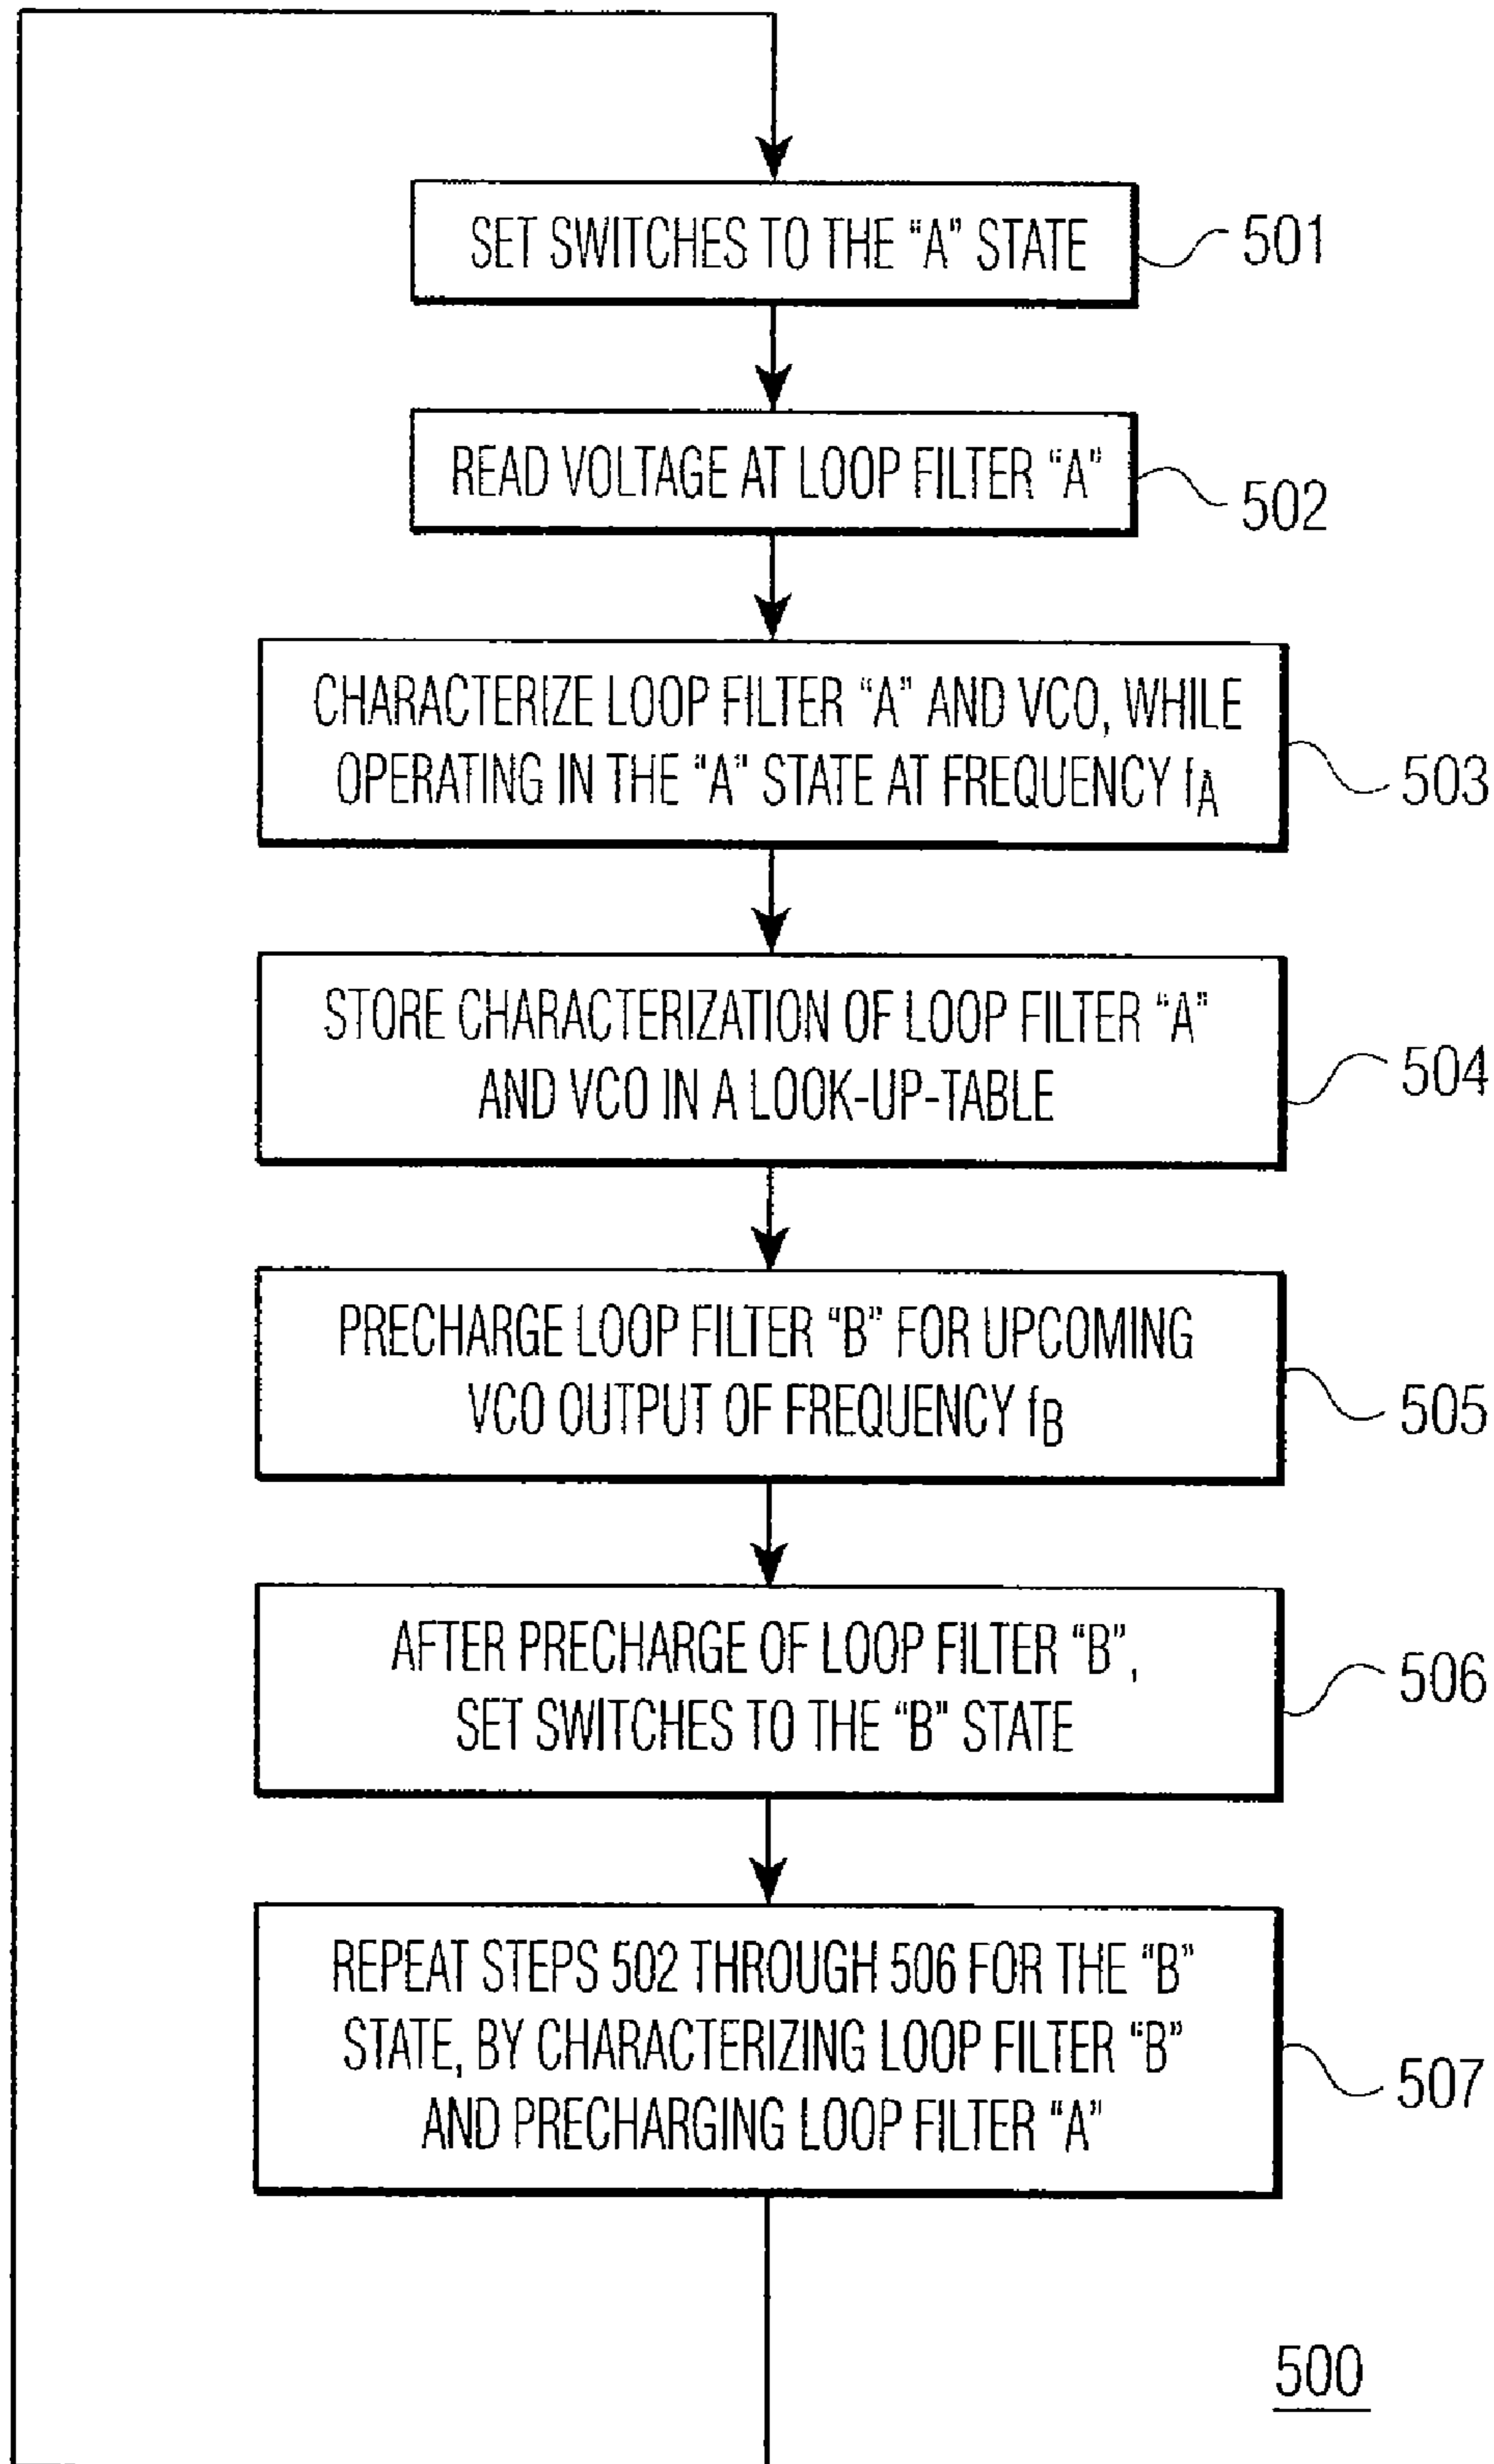 SET SWITCHES TO THE “A” STATE
501
READ VOLTAGE AT LOOP FILTER “A”
502
CHARACTERIZE LOOP FILTER “A” AND VCO, WHILE
OPERATING IN THE “A” STATE AT FREQUENCY fA
503
STORE CHARACTERIZATION OF LOOP FILTER “A”
AND VCO IN A LOOK-UP-TABLE
504
PRECHARGE LOOP FILTER “B” FOR UPCOMING
VCO OUTPUT OF FREQUENCY fB
505
AFTER PRECHARGE OF LOOP FILTER “B”,
SET SWITCHES TO THE “B” STATE
506
REPEAT STEPS 502 THROUGH 506 FOR THE “B”
STATE, BY CHARACTERIZING LOOP FILTER “B”
AND PRECHARGING LOOP FILTER “A”
507
500